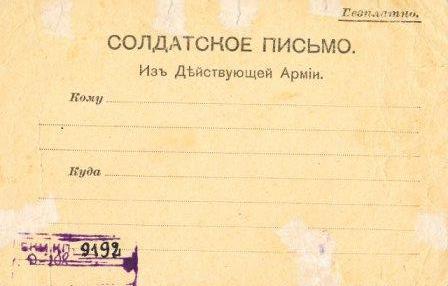 Безплатно.
СОЛДАТСКОЕ ПИСЬМО.
Изъ Дѣйствующей Арміи.
Кому
Куда
9192